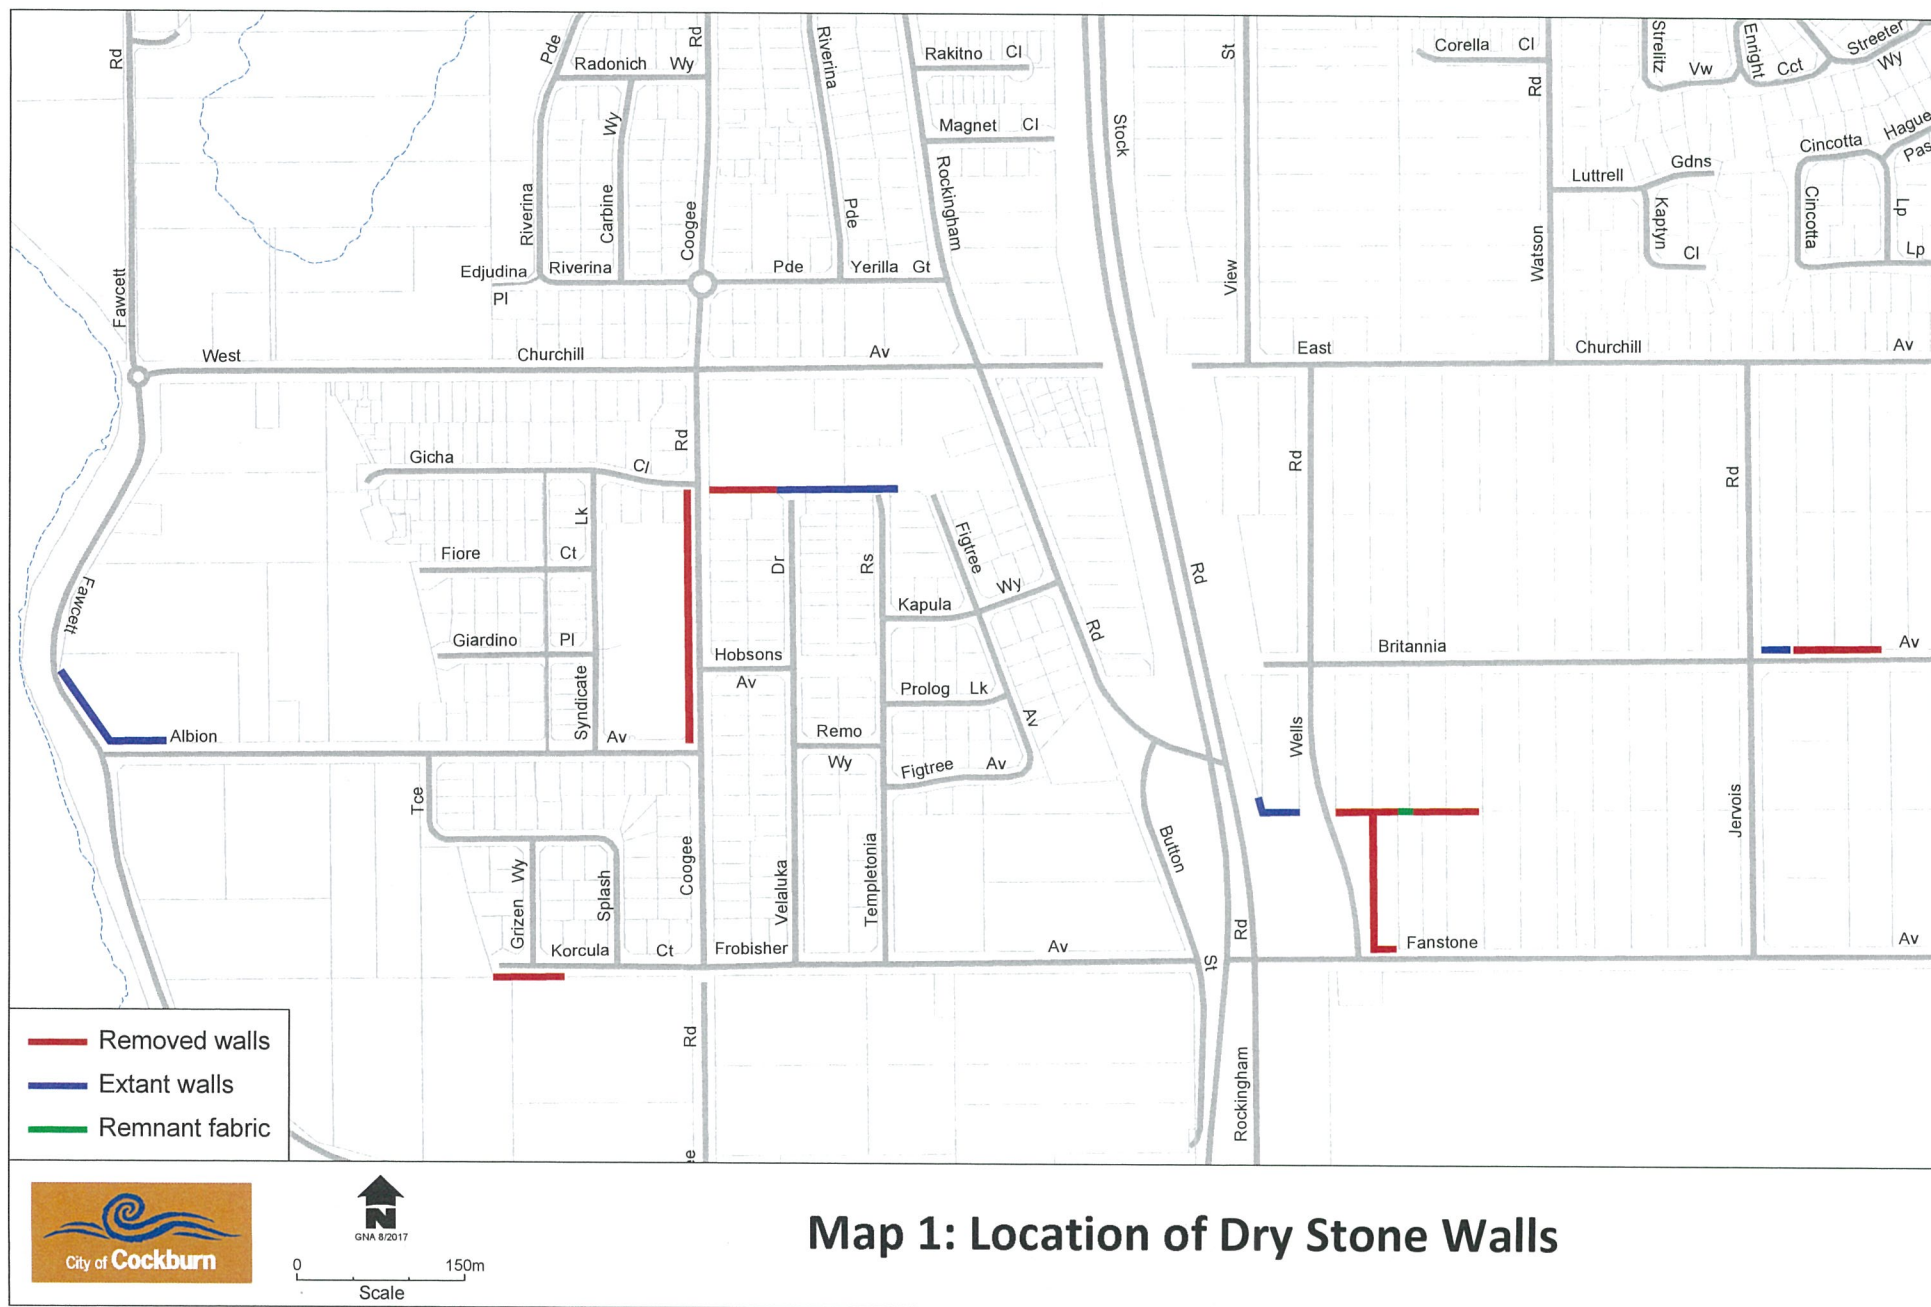 Rd
Pde
Radonich Wy
Rd
Riverina
Rakitno Cl
St
Corella Cl
Strelitz
Vw
Enright
Cct
Streeter
Wy
Wy
Magnet Cl
Stock
Rd
Cincotta
Hague
Riverina
Carbine
Coogee
Pde
Rockingham
Luttrell
Gdns
Kaptyn
Cl
Cincotta
Lp
Lp
Fawcett
Edjudina
Pl
Riverina
Pde
Yerilla Gt
View
Watson
West Churchill Av
East Churchill Av
Gicha Cl
Rd
Rd
Rd
Fiore Ct
Lk
Dr
Rs
Figtree
Wy
Kapula
Rd
Fawcett
Giardino Pl
Syndicate
Hobsons
Av
Rd
Britannia Av
Prolog Lk
Av
Albion Av
Remo
Wy
Figtree Av
Wells
Tce
Jervois
Grizen Wy
Splash
Coogee
Velaluka
Templetonia
Button
Korcula Ct
Frobisher Av
St
Rd
Fanstone Av
Rd
Rockingham
Removed walls
Extant walls
Remnant fabric
City of Cockburn
N
GNA 8/2017
0 150m
Scale
Map 1: Location of Dry Stone Walls